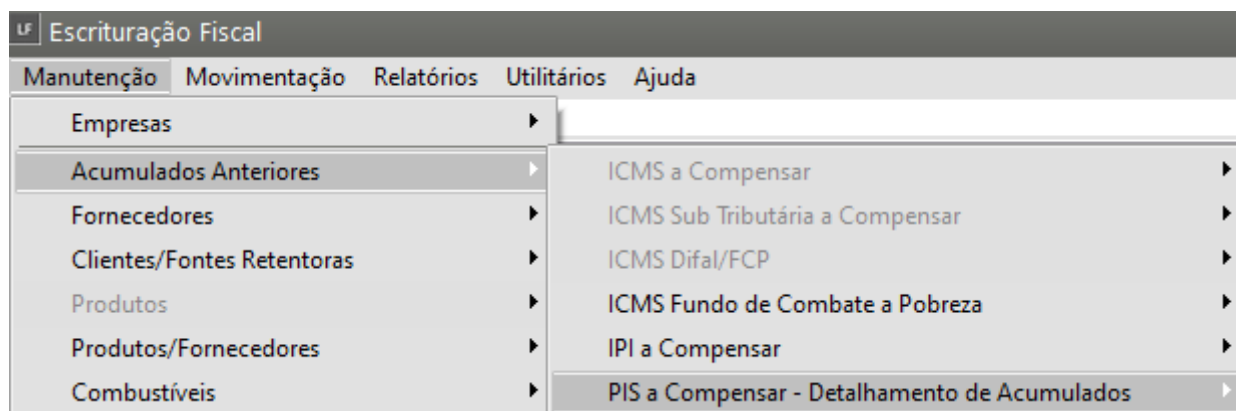 LF Escrituração Fiscal
Manutenção Movimentação Relatórios Utilitários Ajuda
Empresas
Acumulados Anteriores
Fornecedores
Clientes/Fontes Retentoras
Produtos
Produtos/Fornecedores
Combustíveis
ICMS a Compensar
ICMS Sub Tributária a Compensar
ICMS Difal/FCP
ICMS Fundo de Combate a Pobreza
IPI a Compensar
PIS a Compensar - Detalhamento de Acumulados